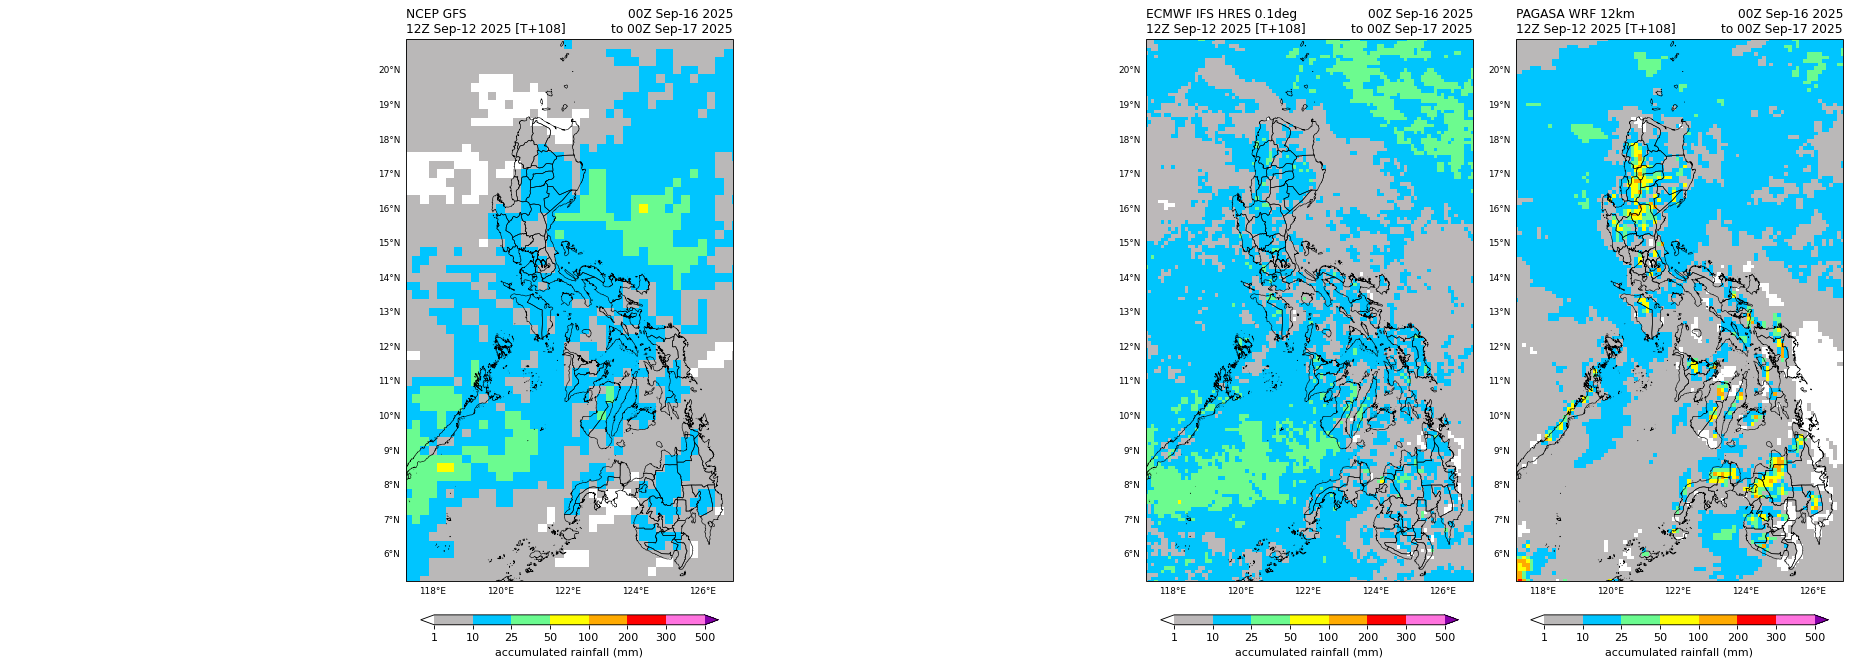 NCEP GFS 00Z Sep-16 2025
12Z Sep-12 2025 [T+108] to 00Z Sep-17 2025
20°N
19°N
18°N
17°N
16°N
15°N
14°N
13°N
12°N
11°N
10°N
9°N
8°N
7°N
6°N
118°E 120°E 122°E 124°E 126°E
1 10 25 50 100 200 300 500
accumulated rainfall (mm)
ECMWF IFS HRES 0.1deg 00Z Sep-16 2025
12Z Sep-12 2025 [T+108] to 00Z Sep-17 2025
20°N
19°N
18°N
17°N
16°N
15°N
14°N
13°N
12°N
11°N
10°N
9°N
8°N
7°N
6°N
118°E 120°E 122°E 124°E 126°E
1 10 25 50 100 200 300 500
accumulated rainfall (mm)
PAGASA WRF 12km 00Z Sep-16 2025
12Z Sep-12 2025 [T+108] to 00Z Sep-17 2025
20°N
19°N
18°N
17°N
16°N
15°N
14°N
13°N
12°N
11°N
10°N
9°N
8°N
7°N
6°N
118°E 120°E 122°E 124°E 126°E
1 10 25 50 100 200 300 500
accumulated rainfall (mm)